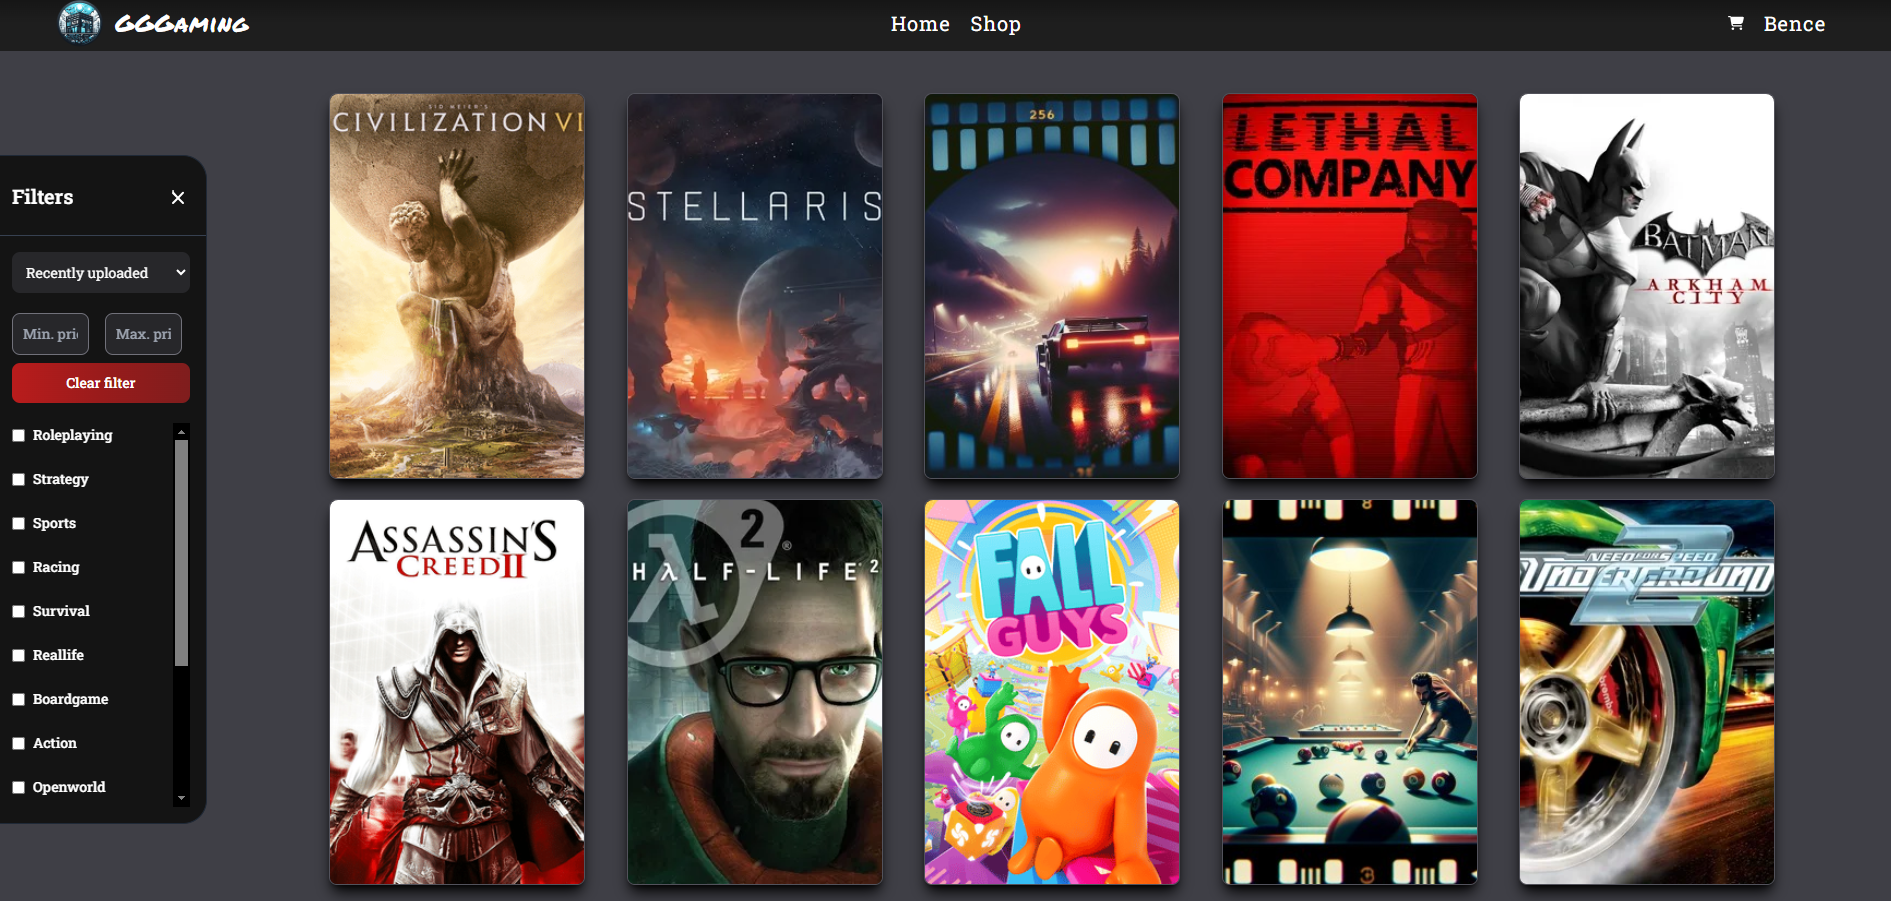 GGGaming
Home
Shop
Bence
Filters
Recently uploaded
Min. pri
Max. pri
Clear filter
Roleplaying
Strategy
Sports
Racing
Survival
Reallife
Boardgame
Action
Openworld
SID MEIER'S
CIVILIZATION VI
STELLARIS
256
LETHAL
COMPANY
BATMAN
ARKHAM
CITY
ASSASSIN'S
CREED II
2
HALF-LIFE 2
FALL
GUYS
8
3
NEED FOR SPEED
UNDERGROUND
2
brembo